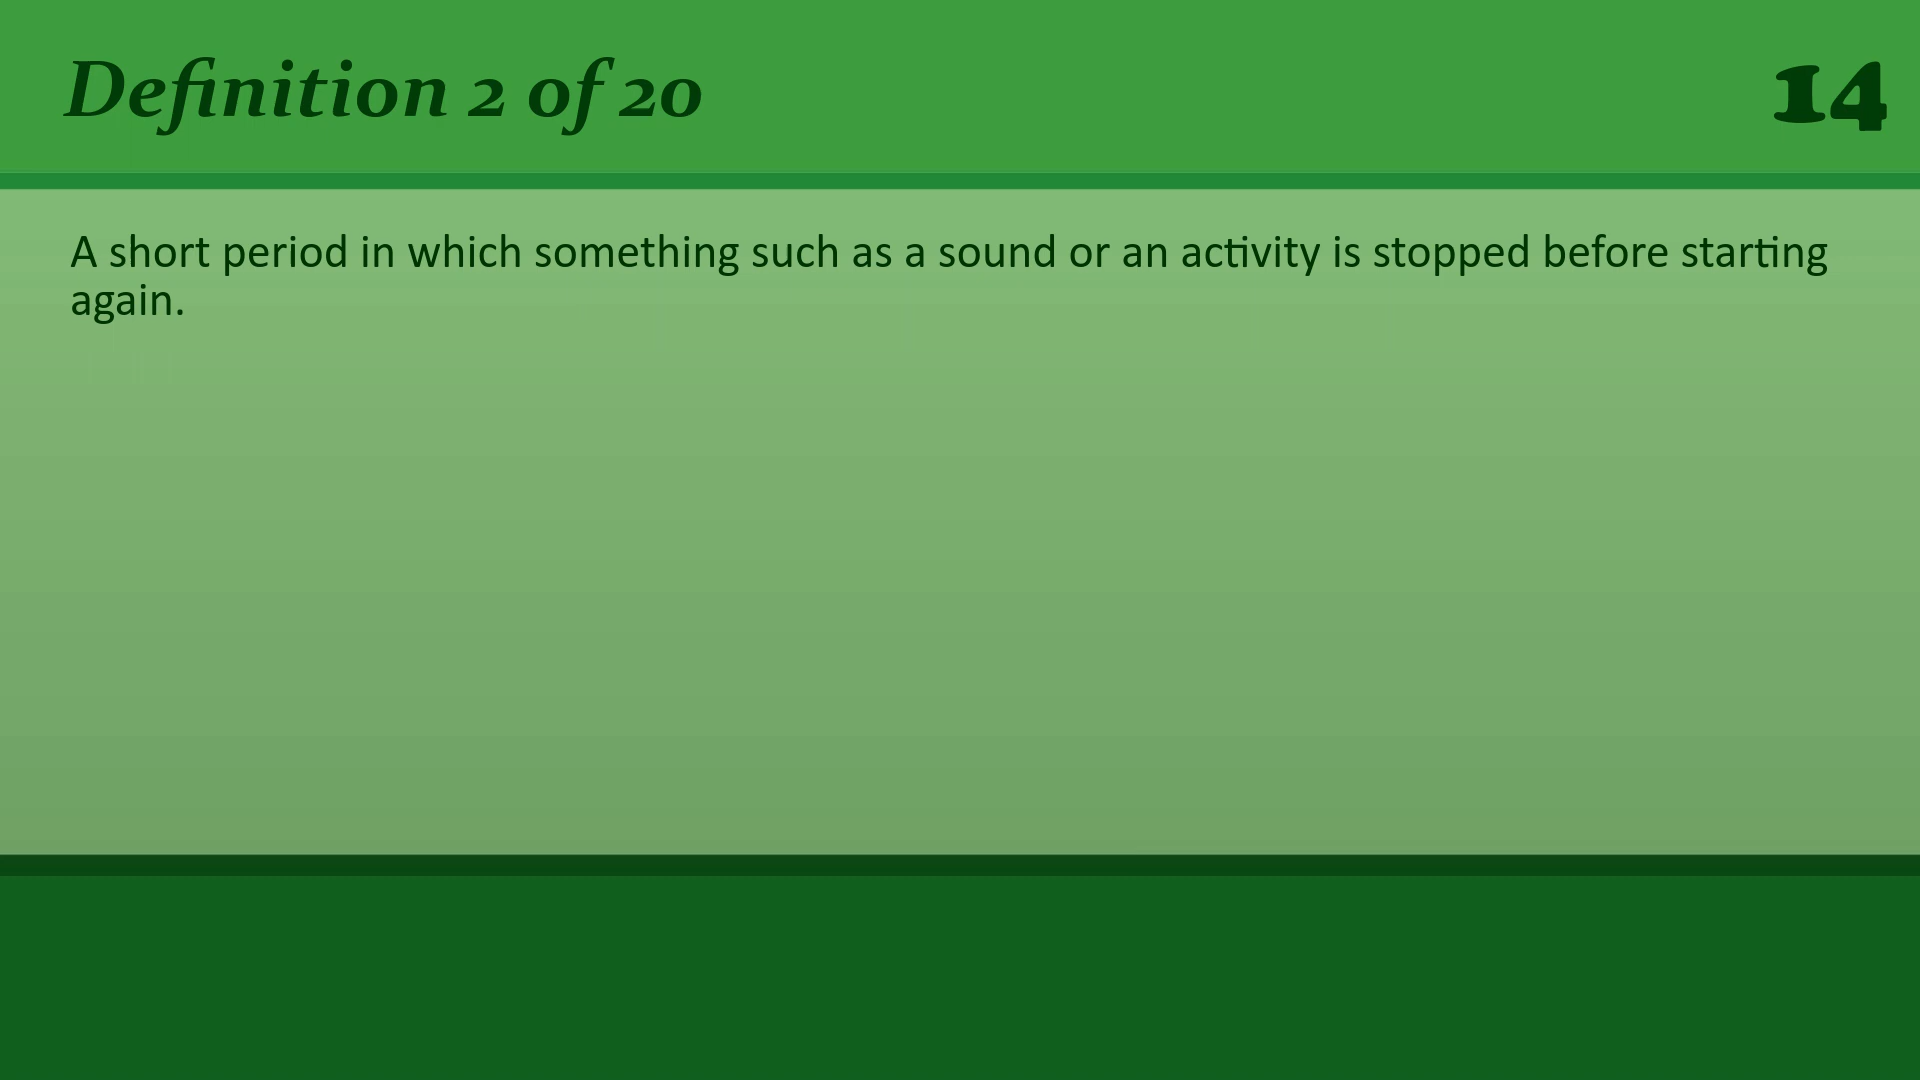 Definition 2 of 20
14
A short period in which something such as a sound or an activity is stopped before starting
again.